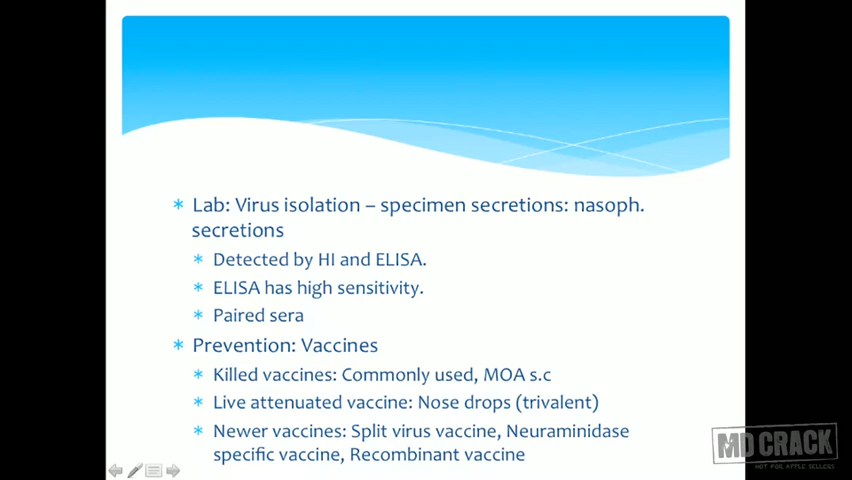 Lab: Virus isolation – specimen secretions: nasoph.
secretions
Detected by HI and ELISA.
ELISA has high sensitivity.
Paired sera
Prevention: Vaccines
Killed vaccines: Commonly used, MOA s.c
Live attenuated vaccine: Nose drops (trivalent)
Newer vaccines: Split virus vaccine, Neuraminidase
specific vaccine, Recombinant vaccine
MD CRACK
NOT FOR APPLE SELLERS